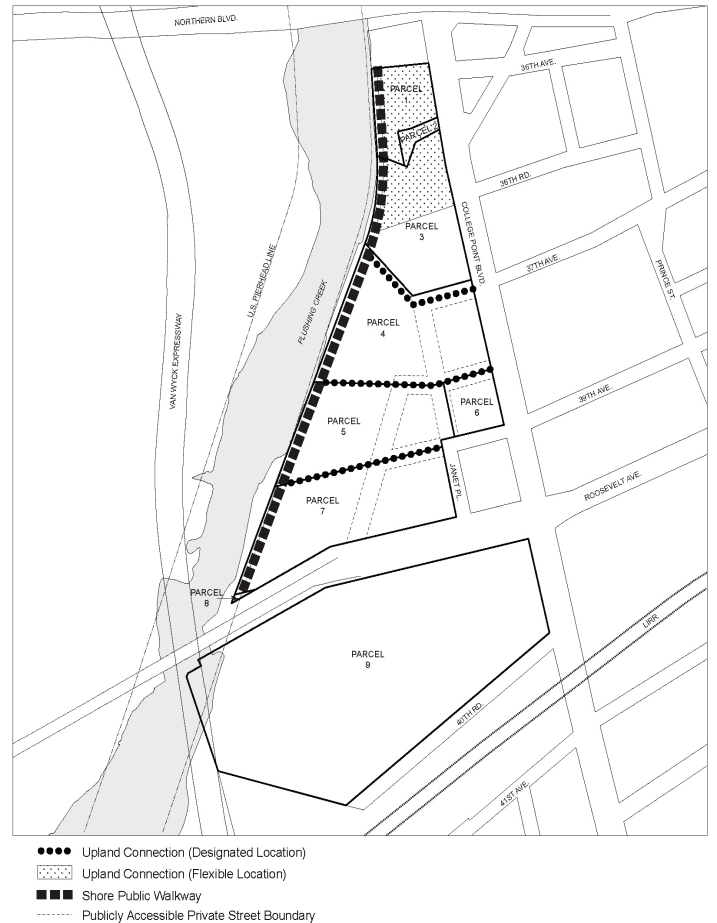 NORTHERN BLVD.
36TH AVE.
PARCEL
1
PARCEL 2
36TH RD.
COLLEGE POINT BLVD.
PARCEL
3
37TH AVE.
PRINCE ST.
U.S. PIERHEAD LINE
FLUSHING CREEK
VAN WYCK EXPRESSWAY
PARCEL
4
39TH AVE.
PARCEL
6
PARCEL
5
JANET PL.
ROOSEVELT AVE.
PARCEL
7
PARCEL
8
LIRR
PARCEL
9
40TH RD.
41ST AVE.
Upland Connection (Designated Location)
Upland Connection (Flexible Location)
Shore Public Walkway
Publicly Accessible Private Street Boundary